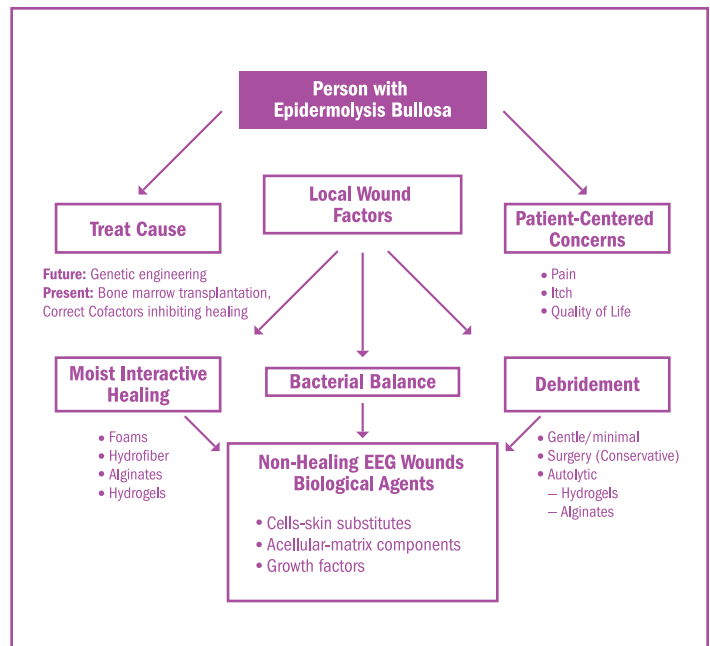 Person with
Epidermolysis Bullosa
Local Wound
Factors
Treat Cause
Future: Genetic engineering
Present: Bone marrow transplantation,
Correct Cofactors inhibiting healing
Patient-Centered
Concerns
• Pain
• Itch
• Quality of Life
Moist Interactive
Healing
• Foams
• Hydrofiber
• Alginates
• Hydrogels
Bacterial Balance
Debridement
• Gentle/minimal
• Surgery (Conservative)
• Autolytic
— Hydrogels
— Alginates
Non-Healing EEG Wounds
Biological Agents
• Cells-skin substitutes
• Acellular-matrix components
• Growth factors